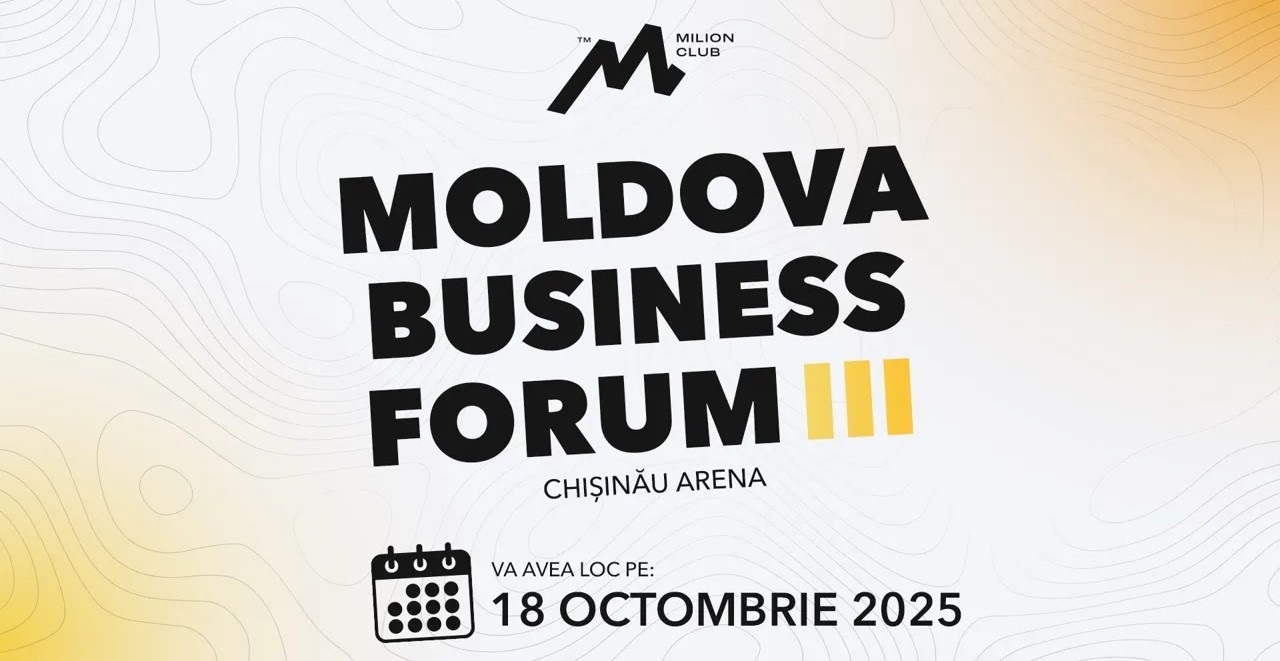 ™ MILION
CLUB
MOLDOVA
BUSINESS
FORUM III
CHIȘINĂU ARENA
VA AVEA LOC PE:
18 OCTOMBRIE 2025